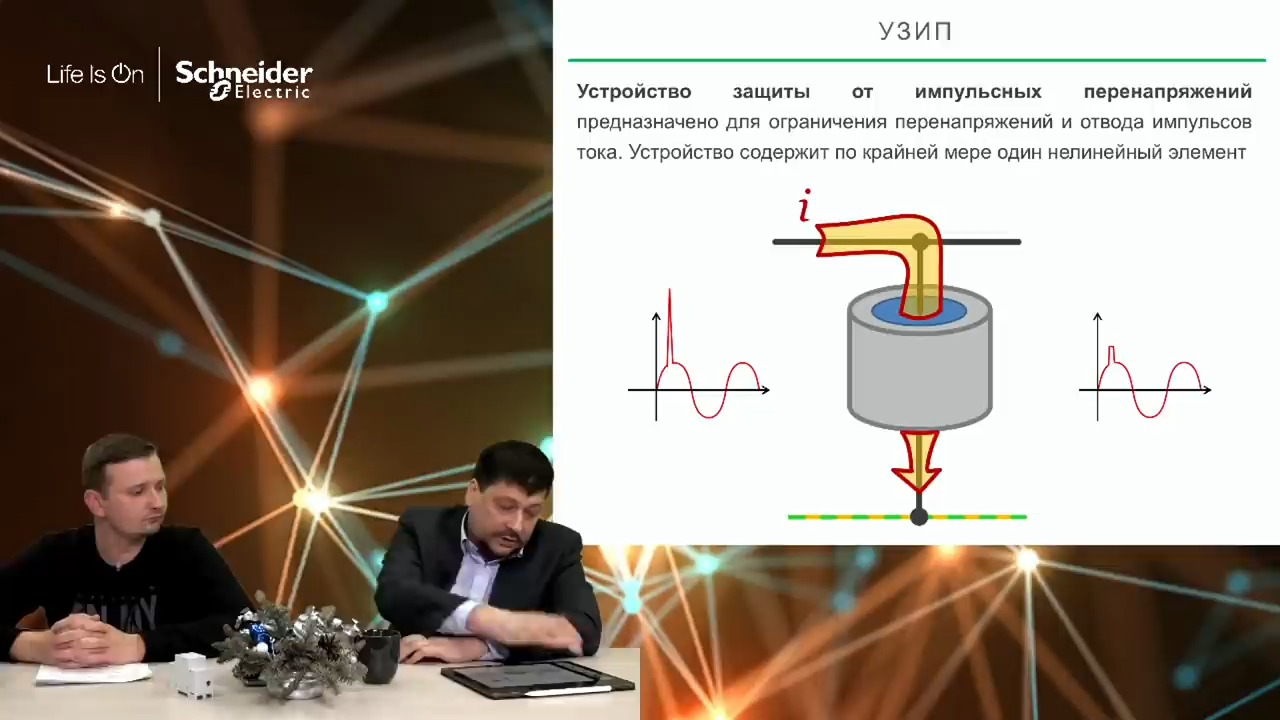 Life Is On
Schneider
Electric
УЗИП
Устройство защиты от импульсных перенапряжений
предназначено для ограничения перенапряжений и отвода импульсов
тока. Устройство содержит по крайней мере один нелинейный элемент
i